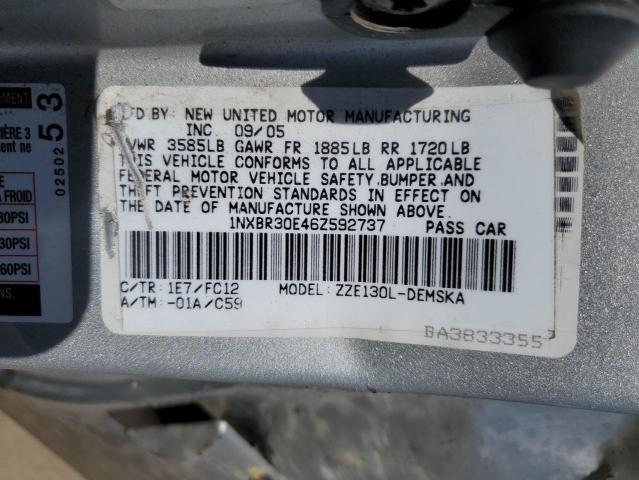 MFD BY: NEW UNITED MOTOR MANUFACTURING
INC. 09/05
GVWR 3585LB GAWR FR 1885LB RR 1720LB
THIS VEHICLE CONFORMS TO ALL APPLICABLE
FEDERAL MOTOR VEHICLE SAFETY, BUMPER, AND
THEFT PREVENTION STANDARDS IN EFFECT ON
THE DATE OF MANUFACTURE SHOWN ABOVE.
1NXBR30E46Z592737 PASS CAR
C/TR: 1E7/FC12 MODEL: ZZE130L-DEMSKA
A/TM: -01A/C59
BA3833355
53
02502
A FROID
60PSI